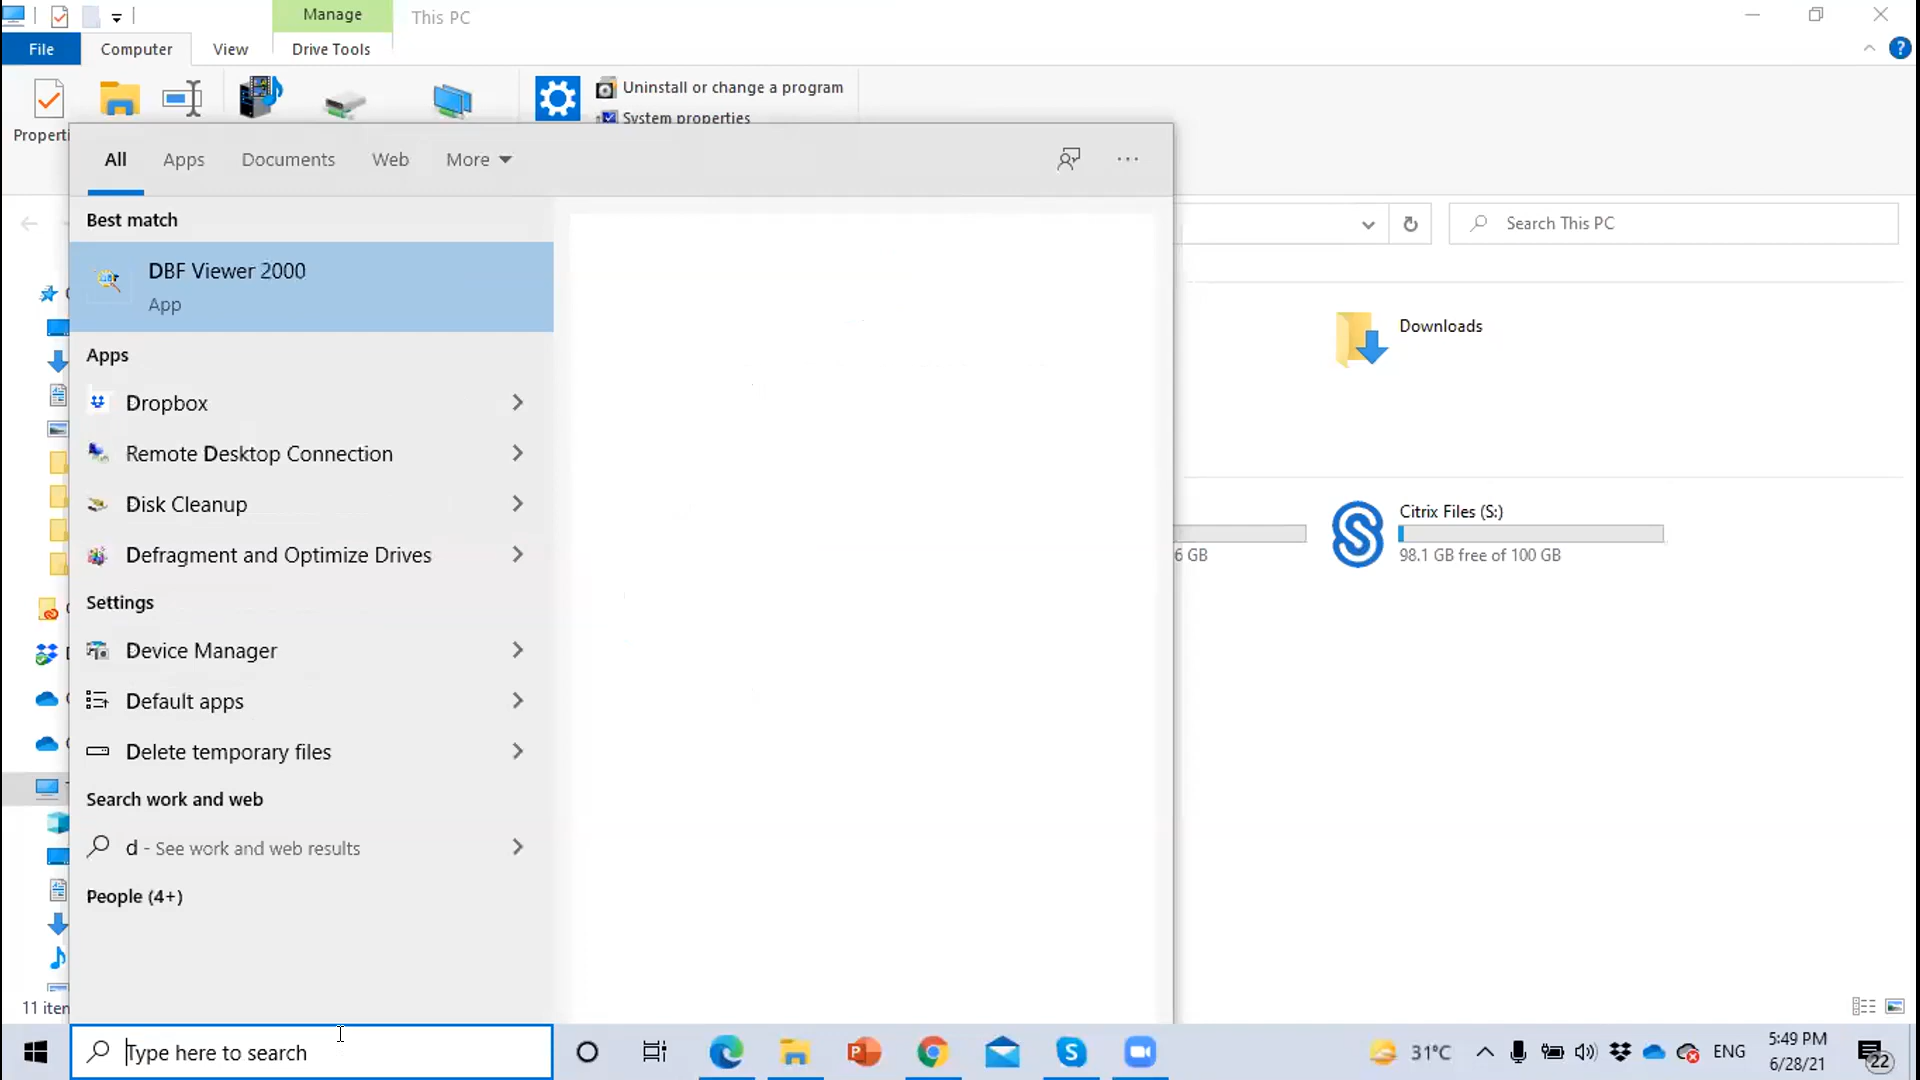 Manage
This PC
File
Computer
View
Drive Tools
Uninstall or change a program
System properties
Properti
All
Apps
Documents
Web
More
Best match
Search This PC
DBF Viewer 2000
App
Downloads
Apps
Dropbox
Remote Desktop Connection
Disk Cleanup
Citrix Files (S:)
6 GB
98.1 GB free of 100 GB
Defragment and Optimize Drives
Settings
Device Manager
Default apps
Delete temporary files
Search work and web
d - See work and web results
People (4+)
11 iten
Type here to search
31°C
ENG
5:49 PM
6/28/21
22